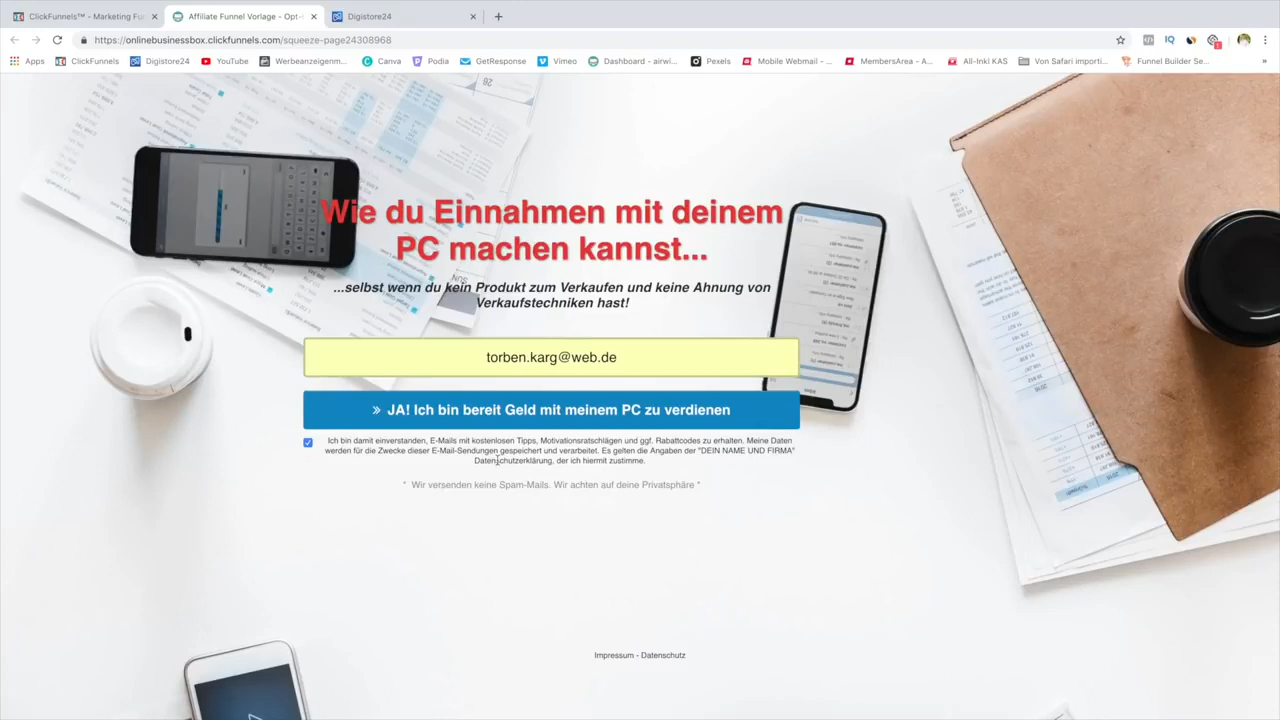 ClickFunnels™ - Marketing Fu
Affiliate Funnel Vorlage - Opt-
Digistore24
https://onlinebusinessbox.clickfunnels.com/squeeze-page24308968
IQ
1
Apps
ClickFunnels
Digistore24
YouTube
Werbeanzeigenm...
Canva
Podia
GetResponse
Vimeo
Dashboard - airwi...
Pexels
Mobile Webmail -...
MembersArea - A...
All-Inkl KAS
Von Safari importi...
Funnel Builder Se...
»
Wie du Einnahmen mit deinem
PC machen kannst...
...selbst wenn du kein Produkt zum Verkaufen und keine Ahnung von
Verkaufstechniken hast!
torben.karg@web.de
» JA! Ich bin bereit Geld mit meinem PC zu verdienen
Ich bin damit einverstanden, E-Mails mit kostenlosen Tipps, Motivationsratschlägen und ggf. Rabattcodes zu erhalten. Meine Daten
werden für die Zwecke dieser E-Mail-Sendungen gespeichert und verarbeitet. Es gelten die Angaben der "DEIN NAME UND FIRMA"
Datenschutzerklärung, der ich hiermit zustimme.
* Wir versenden keine Spam-Mails. Wir achten auf deine Privatsphäre *
Impressum - Datenschutz